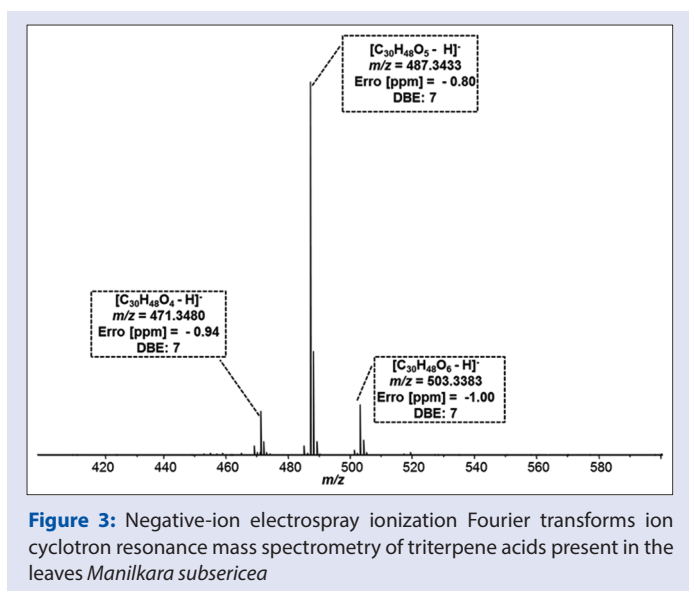 [C30H48O5 - H]-
m/z = 487.3433
Erro [ppm] = - 0.80
DBE: 7
[C30H48O4 - H]-
m/z = 471.3480
Erro [ppm] = - 0.94
DBE: 7
[C30H48O6 - H]-
m/z = 503.3383
Erro [ppm] = -1.00
DBE: 7
420 440 460 480 500 520 540 560 580
m/z
Figure 3: Negative-ion electrospray ionization Fourier transforms ion
cyclotron resonance mass spectrometry of triterpene acids present in the
leaves Manilkara subsericea